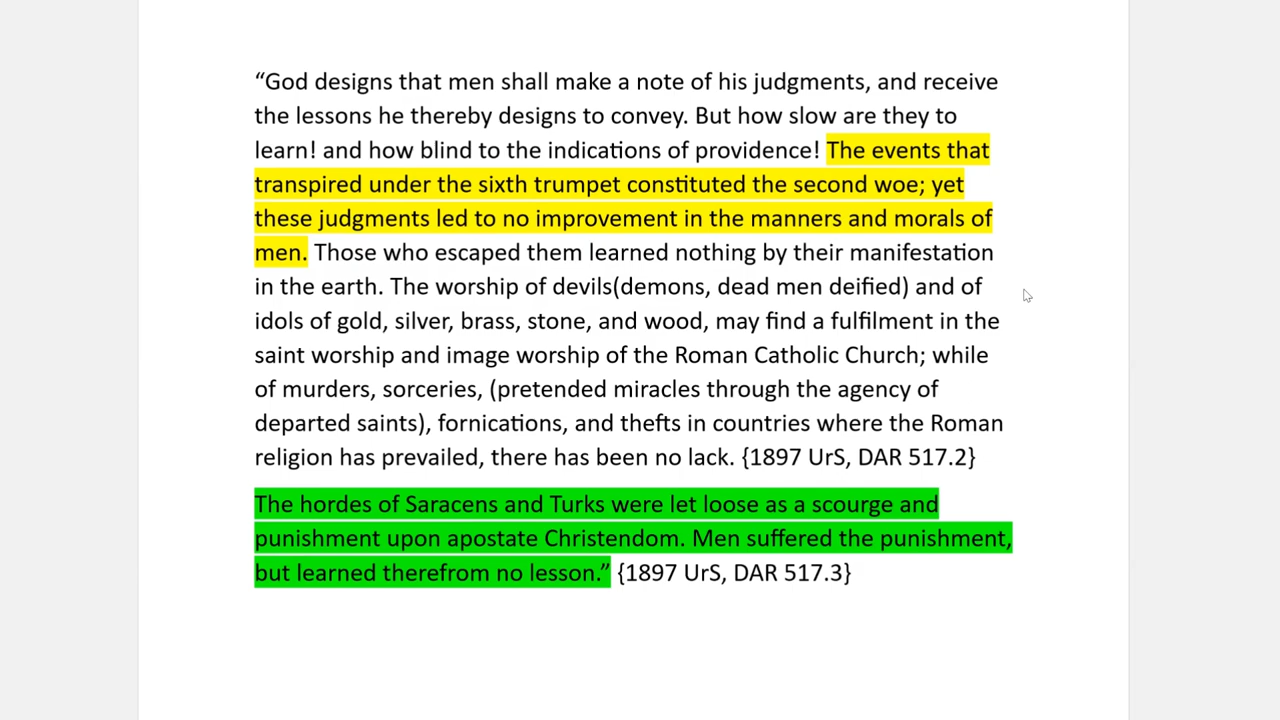 “God designs that men shall make a note of his judgments, and receive
the lessons he thereby designs to convey. But how slow are they to
learn! and how blind to the indications of providence! The events that
transpired under the sixth trumpet constituted the second woe; yet
these judgments led to no improvement in the manners and morals of
men. Those who escaped them learned nothing by their manifestation
in the earth. The worship of devils(demons, dead men deified) and of
idols of gold, silver, brass, stone, and wood, may find a fulfilment in the
saint worship and image worship of the Roman Catholic Church; while
of murders, sorceries, (pretended miracles through the agency of
departed saints), fornications, and thefts in countries where the Roman
religion has prevailed, there has been no lack. {1897 UrS, DAR 517.2}
The hordes of Saracens and Turks were let loose as a scourge and
punishment upon apostate Christendom. Men suffered the punishment,
but learned therefrom no lesson.” {1897 UrS, DAR 517.3}